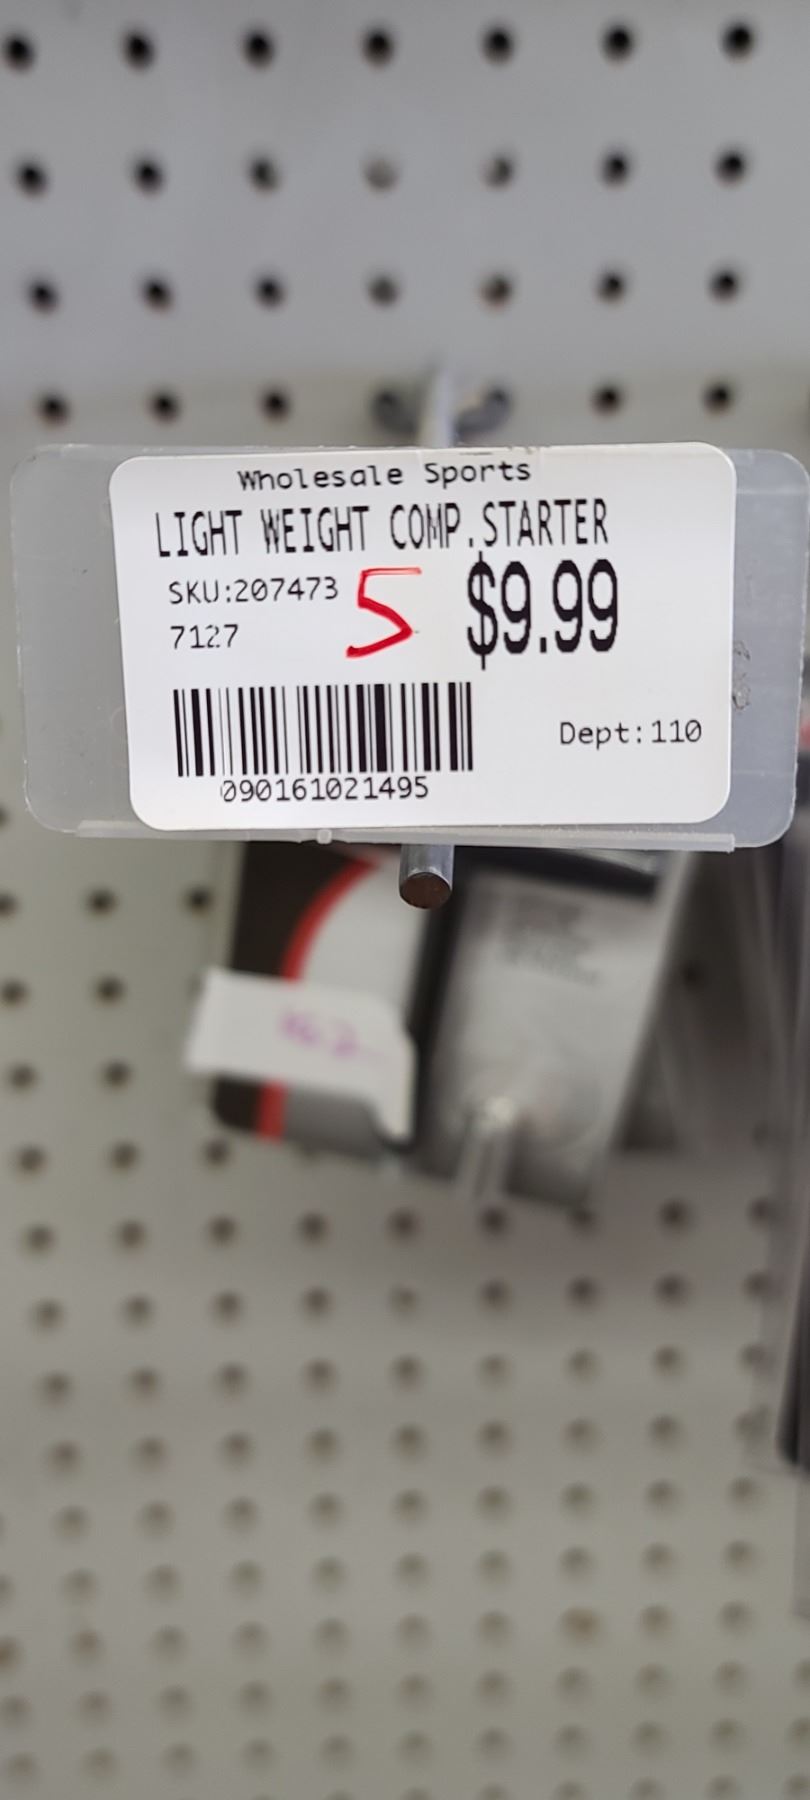 Wholesale Sports
LIGHT WEIGHT COMP.STARTER
SKU:207473 5 $9.99
7127
Dept:110
090161021495